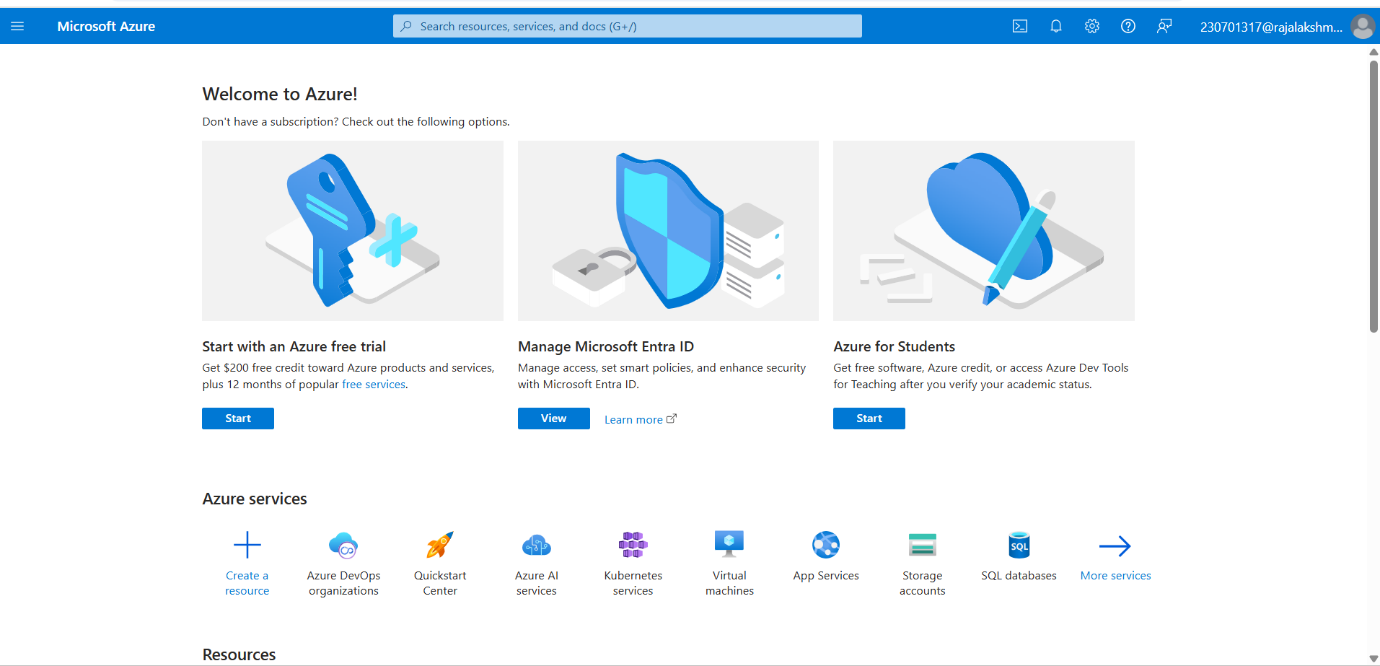 Microsoft Azure
Search resources, services, and docs (G+/)
230701317@rajalakshm...
Welcome to Azure!
Don't have a subscription? Check out the following options.
Start with an Azure free trial
Get $200 free credit toward Azure products and services,
plus 12 months of popular free services.
Start
Manage Microsoft Entra ID
Manage access, set smart policies, and enhance security
with Microsoft Entra ID.
View
Learn more
Azure for Students
Get free software, Azure credit, or access Azure Dev Tools
for Teaching after you verify your academic status.
Start
Azure services
Create a
resource
Azure DevOps
organizations
Quickstart
Center
Azure AI
services
Kubernetes
services
Virtual
machines
App Services
Storage
accounts
SQL
SQL databases
More services
Resources